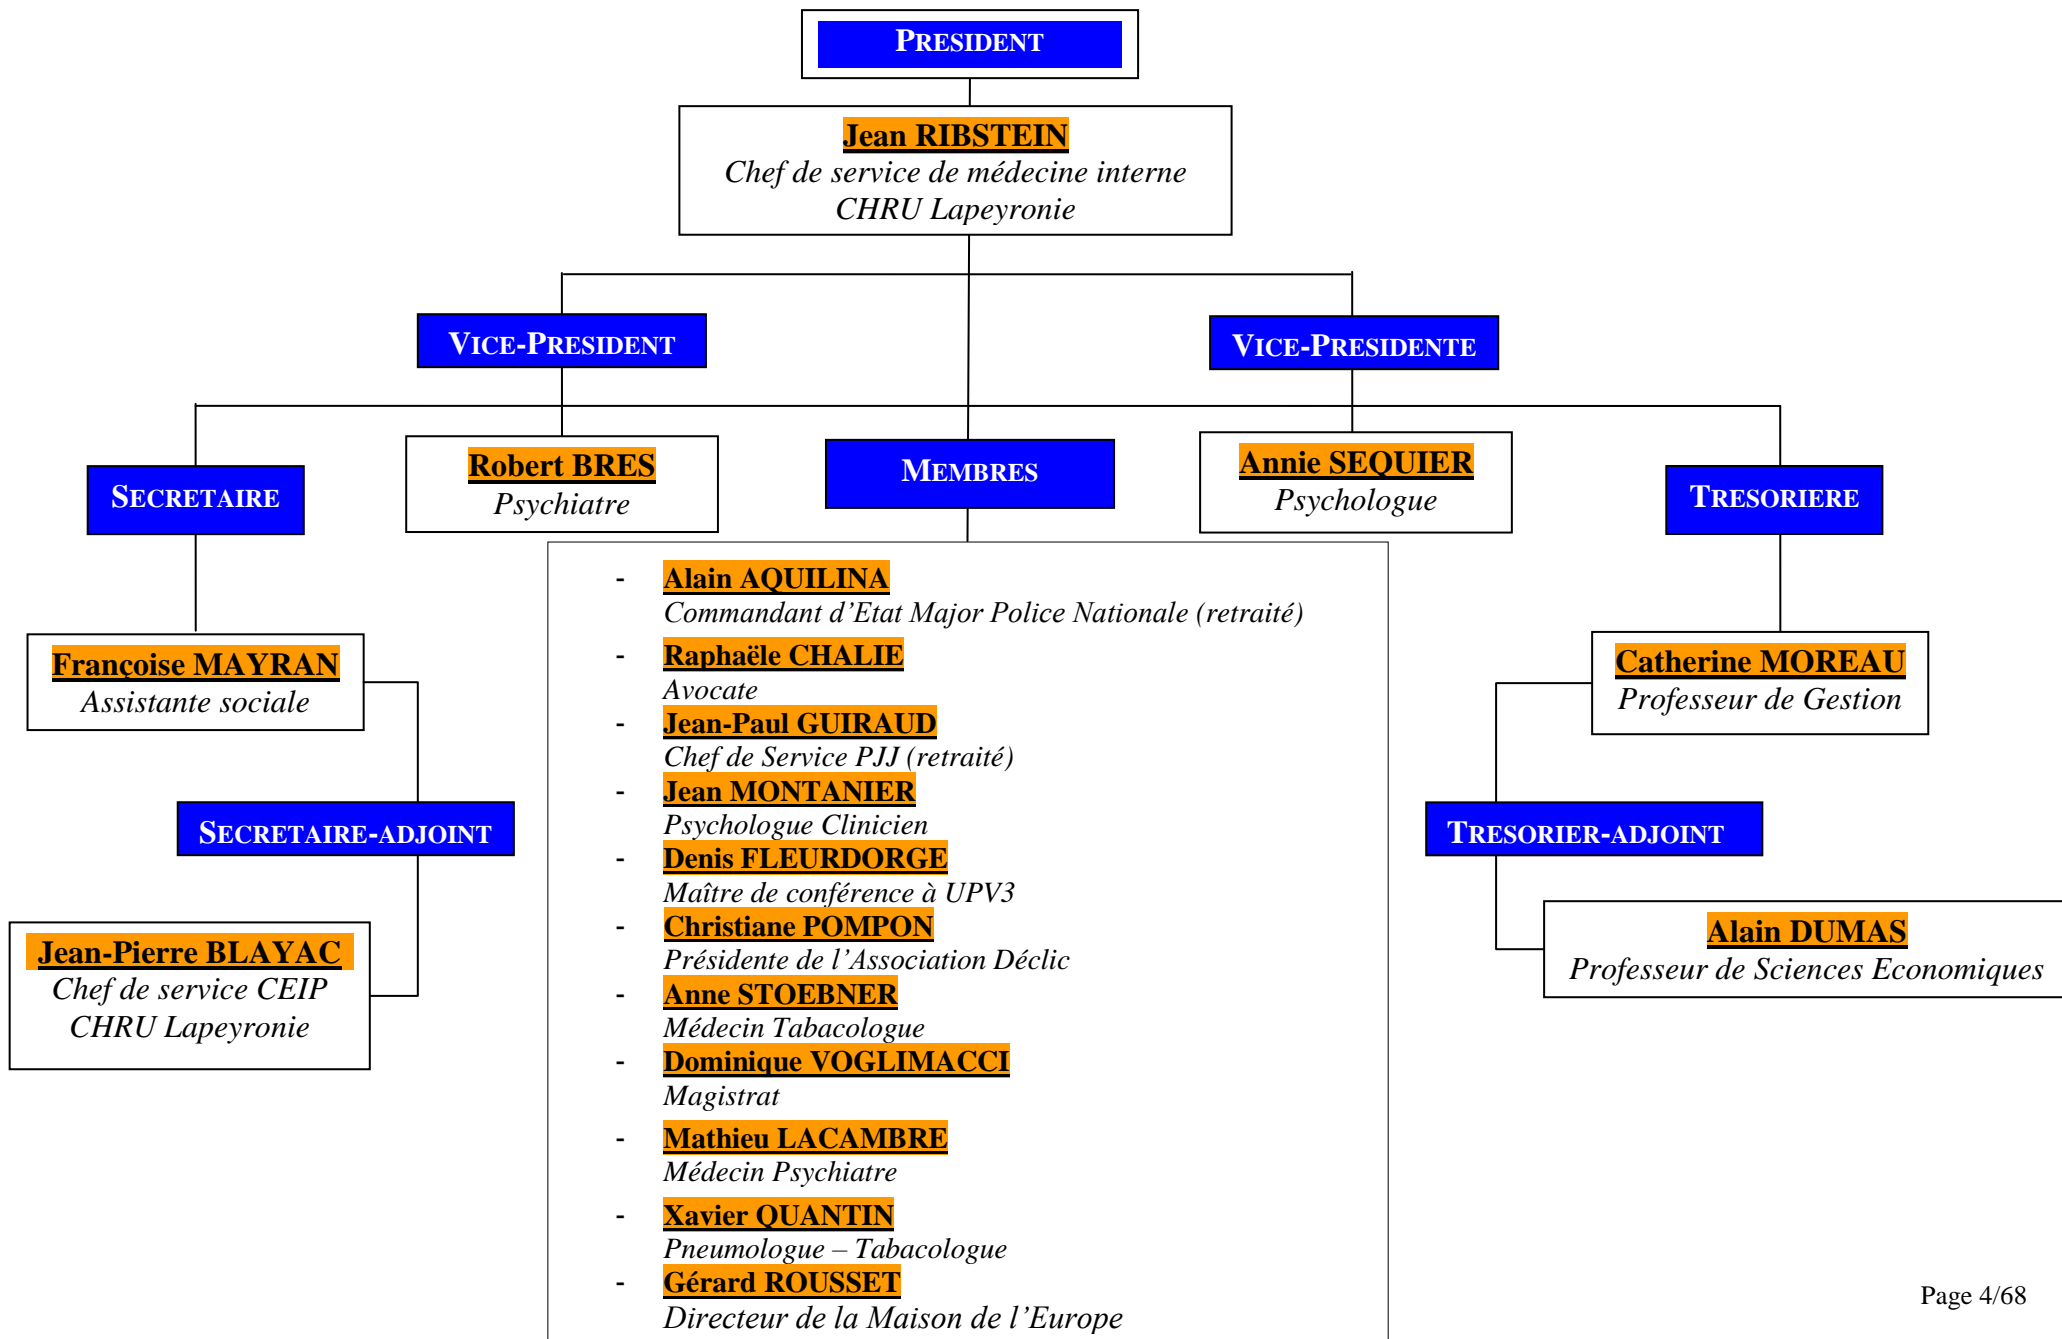 PRESIDENT
Jean RIBSTEIN
Chef de service de médecine interne
CHRU Lapeyronie
VICE-PRESIDENT
VICE-PRESIDENTE
Robert BRES
Psychiatre
Annie SEQUIER
Psychologue
SECRETAIRE
MEMBRES
TRESORIERE
Françoise MAYRAN
Assistante sociale
SECRETAIRE-ADJOINT
Jean-Pierre BLAYAC
Chef de service CEIP
CHRU Lapeyronie
- Alain AQUILINA
Commandant d’Etat Major Police Nationale (retraité)
- Raphaële CHALIE
Avocate
- Jean-Paul GUIRAUD
Chef de Service PJJ (retraité)
- Jean MONTANIER
Psychologue Clinicien
- Denis FLEURDORGE
Maître de conférence à UPV3
- Christiane POMPON
Présidente de l’Association Déclic
- Anne STOEBNER
Médecin Tabacologue
- Dominique VOGLIMACCI
Magistrat
- Mathieu LACAMBRE
Médecin Psychiatre
- Xavier QUANTIN
Pneumologue – Tabacologue
- Gérard ROUSSET
Directeur de la Maison de l’Europe
Catherine MOREAU
Professeur de Gestion
TRESORIER-ADJOINT
Alain DUMAS
Professeur de Sciences Economiques
Page 4/68